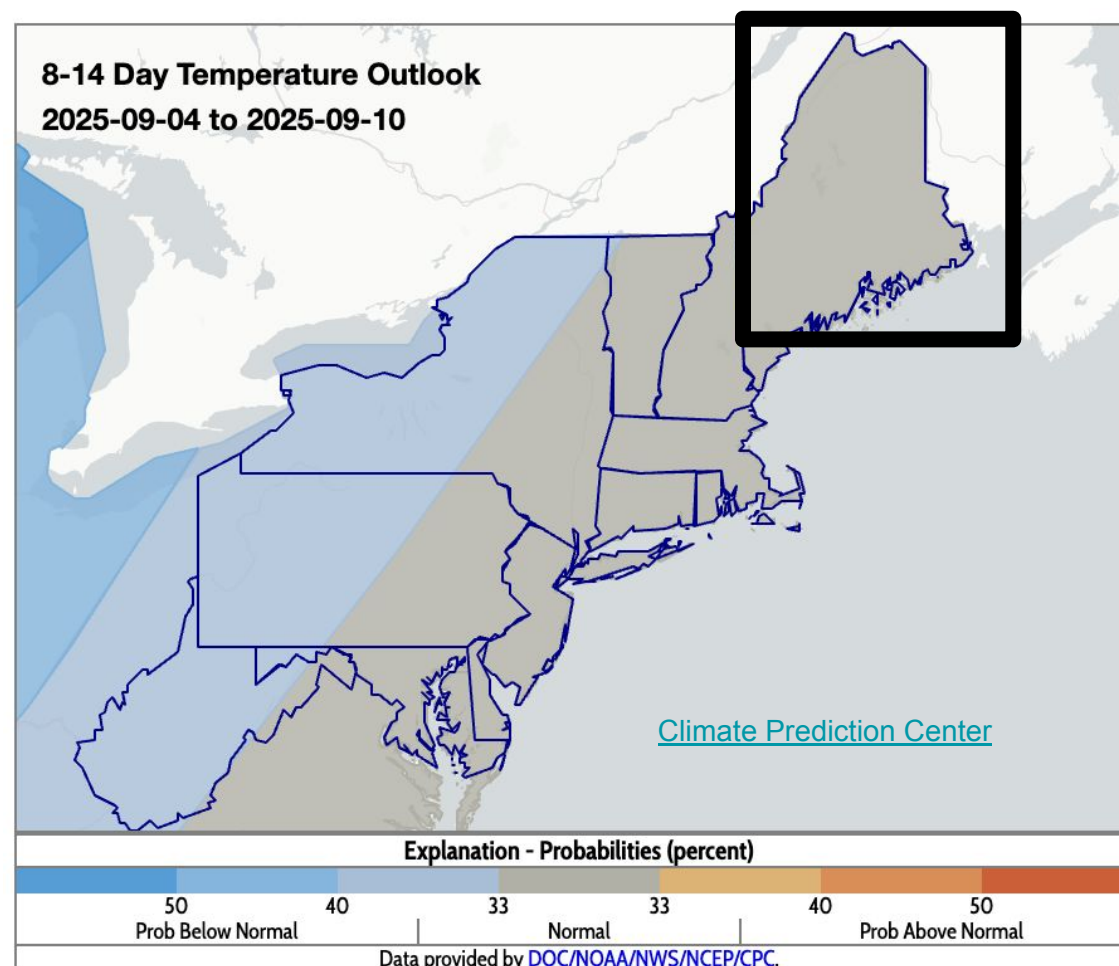 8-14 Day Temperature Outlook
2025-09-04 to 2025-09-10
Climate Prediction Center
Explanation - Probabilities (percent)
50 40 33 33 40 50
Prob Below Normal Normal Prob Above Normal
Data provided by DOC/NOAA/NWS/NCEP/CPC.